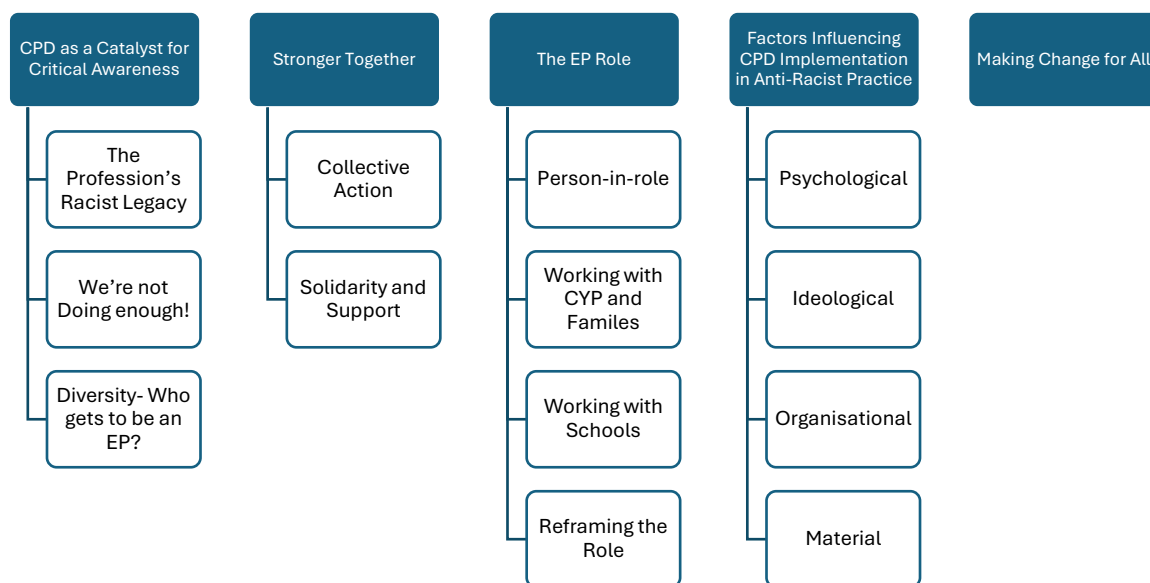 CPD as a Catalyst for
Critical Awareness
The
Profession's
Racist Legacy
We're not
Doing enough!
Diversity- Who
gets to be an
EP?
Stronger Together
Collective
Action
Solidarity and
Support
The EP Role
Person-in-role
Working with
CYP and
Familes
Working with
Schools
Reframing the
Role
Factors Influencing
CPD Implementation
in Anti-Racist Practice
Psychological
Ideological
Organisational
Material
Making Change for All